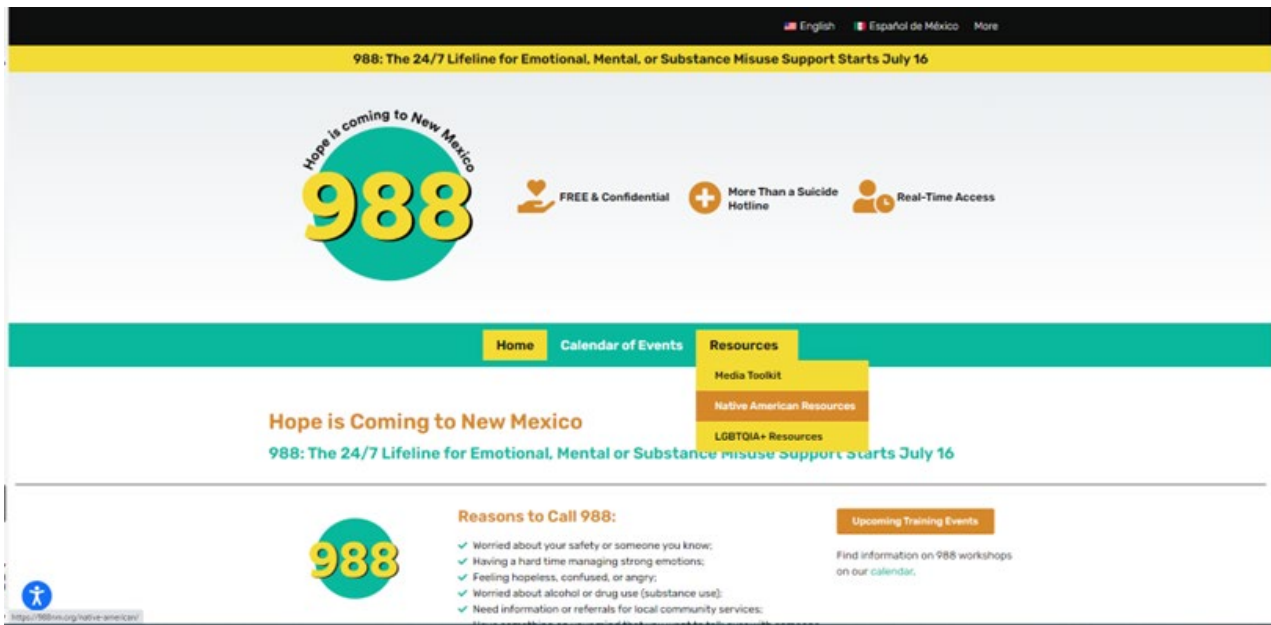 English Español de México More
988: The 24/7 Lifeline for Emotional, Mental, or Substance Misuse Support Starts July 16
Hope is coming to New Mexico
988
FREE & Confidential
More Than a Suicide
Hotline
Real-Time Access
Home Calendar of Events Resources
Media Toolkit
Native American Resources
LGBTQIA+ Resources
Hope is Coming to New Mexico
988: The 24/7 Lifeline for Emotional, Mental or Substance Misuse Support Starts July 16
988
Reasons to Call 988:
Worried about your safety or someone you know;
Having a hard time managing strong emotions;
Feeling hopeless, confused, or angry;
Worried about alcohol or drug use (substance use);
Need information or referrals for local community services;
Upcoming Training Events
Find information on 988 workshops
on our calendar.
https://988nm.org/native-american/